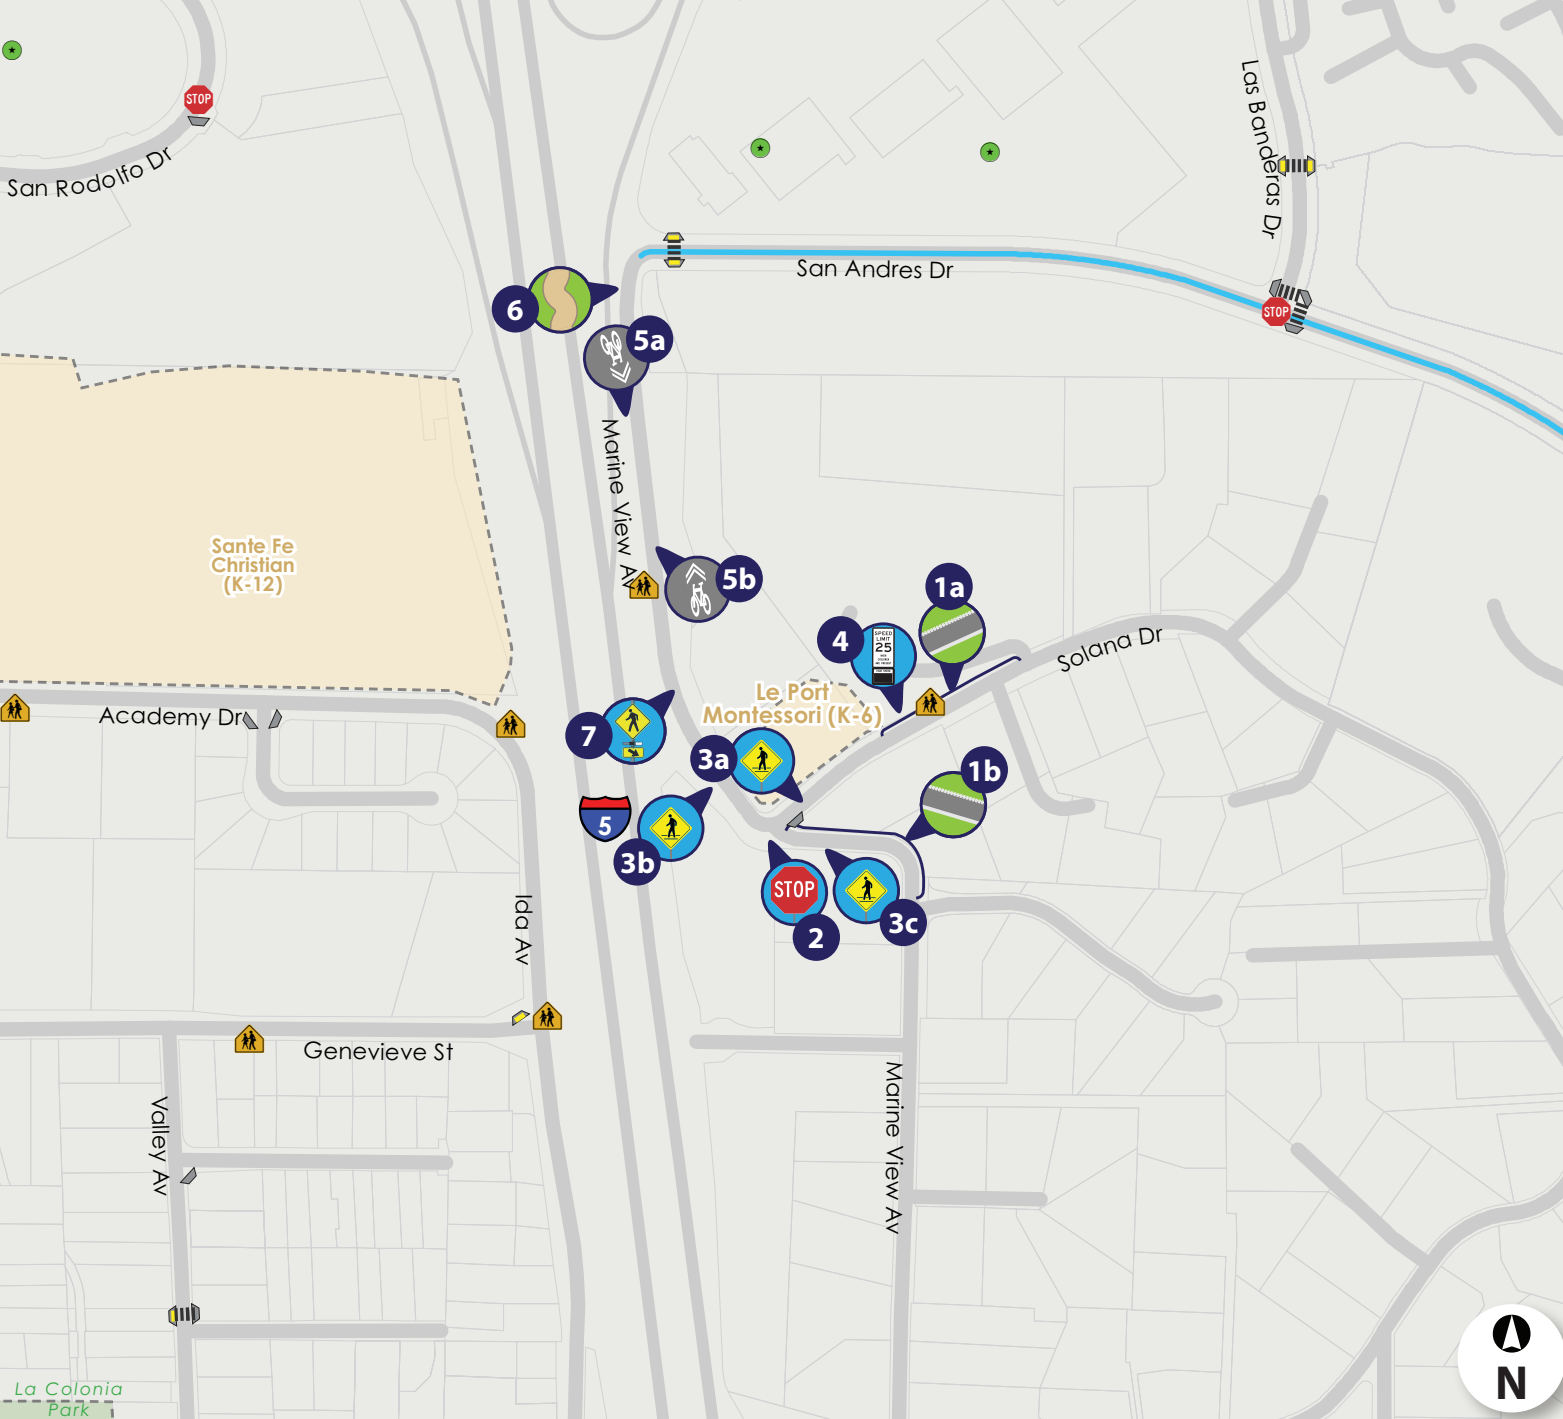 STOP
San Rodolfo Dr
Las Banderas Dr
San Andres Dr
STOP
6
5a
Marine View Av
Sante Fe
Christian
(K-12)
5b
1a
4
SPEED
LIMIT
25
Solana Dr
Le Port
Montessori (K-6)
Academy Dr
7
3a
1b
5
3b
STOP
2
3c
Ida Av
Genevieve St
Marine View Av
Valley Av
La Colonia
Park
N